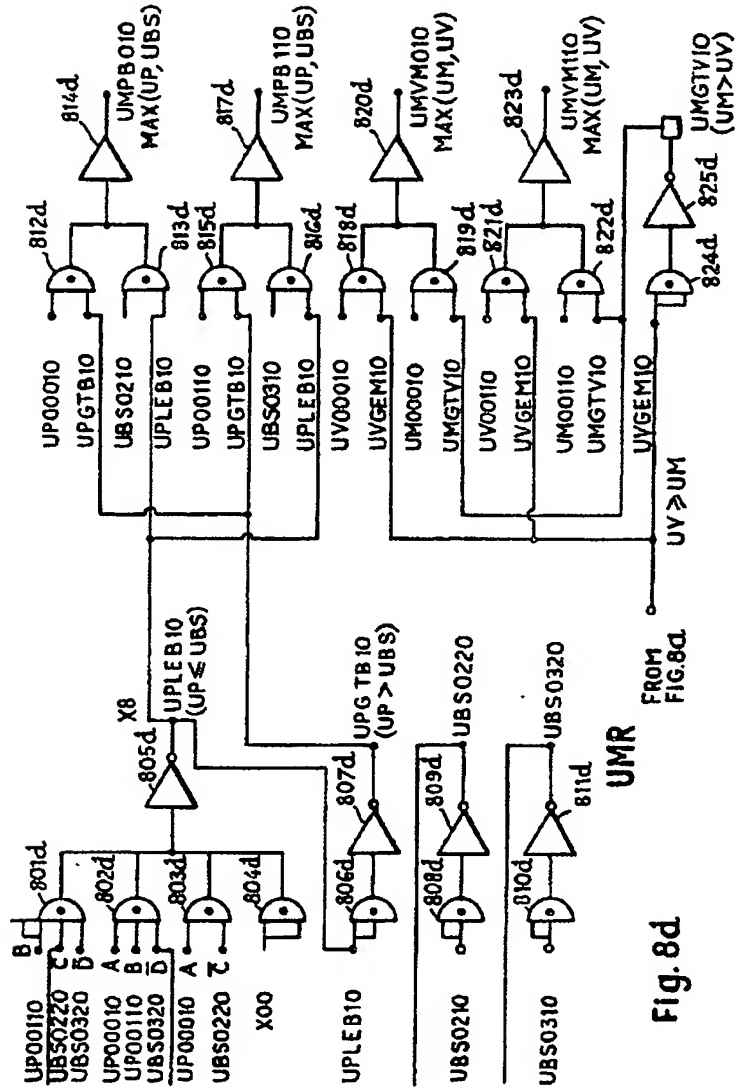 814d
UMPB010
MAX(UP, UBS)
817d
UMPB110
MAX(UP, UBS)
820d
UMVM010
MAX(UM, UV)
823d
UMVM110
MAX(UM, UV)
UMGTV10
(UM>UV)
812d
813d
815d
816d
818d
819d
821d
822d
825d
824d
UP00010
UPGTB10
UBS0210
UPLEB10
UP00110
UPGTB10
UBS0310
UPLEB10
UV00010
UVGEM10
UM00010
UMGTV10
UV00110
UVGEM10
UM00110
UMGTV10
UVGEM10
UV ⩾ UM
FROM
FIG.8a
X8
UPLEB10
(UP ⩽ UBS)
805d
UPGTB10
(UP > UBS)
807d
UBS0220
809d
UBS0320
811d
UMR
801d
802d
803d
804d
806d
808d
810d
UP00110 B
UBS0220 C̅
UBS0320 D̅
UP00010 A
UP00110 B
UBS0320 D̅
UP00010 A
UBS0220 C̅
X00
UPLEB10
UBS0210
UBS0310
Fig. 8d